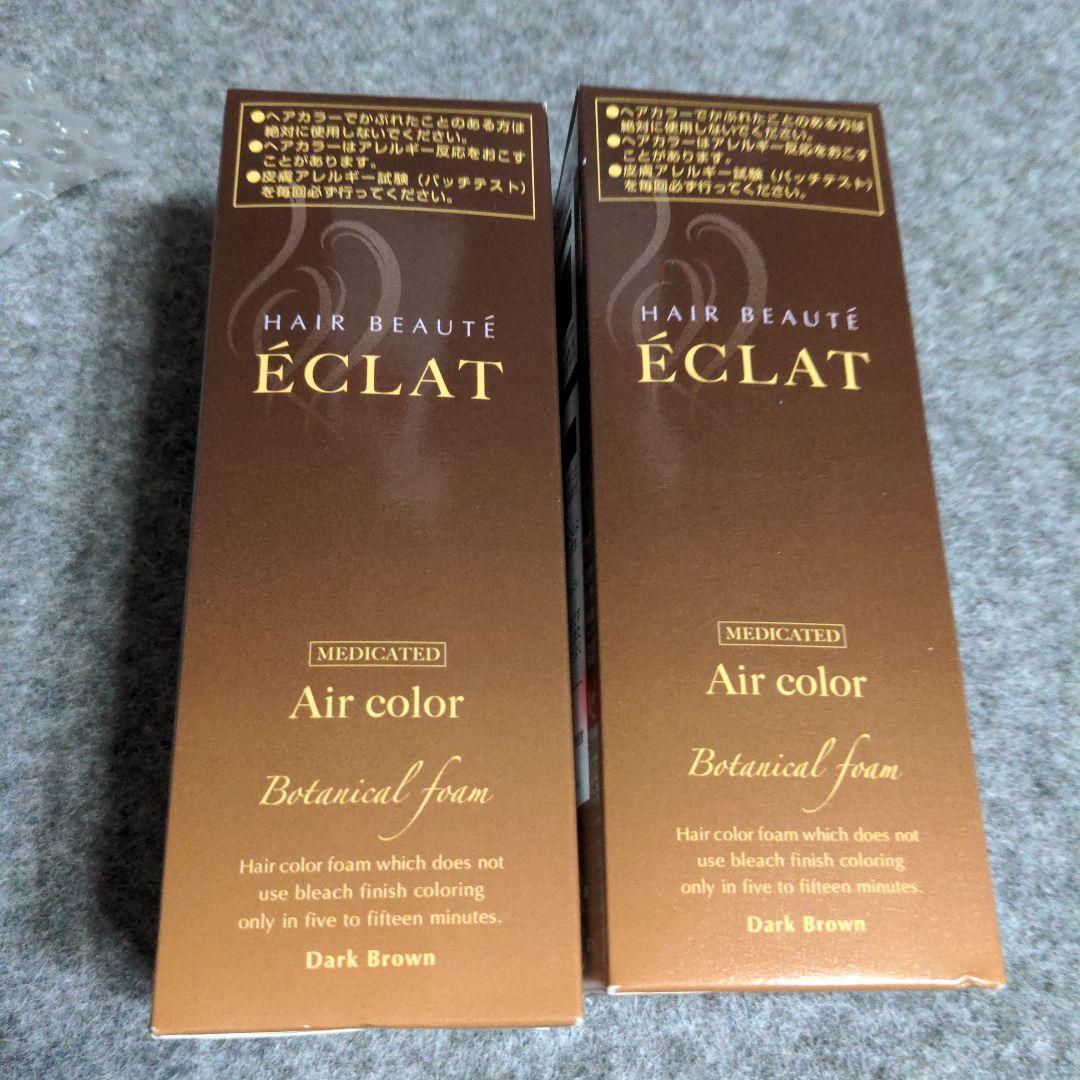 ●ヘアカラーでかぶれたことのある方は
絶対に使用しないでください。
●ヘアカラーはアレルギー反応をおこす
ことがあります。
●皮膚アレルギー試験（パッチテスト）
を毎回必ず行ってください。
HAIR BEAUTÉ
ÉCLAT
MEDICATED
Air color
Botanical foam
Hair color foam which does not
use bleach finish coloring
only in five to fifteen minutes.
Dark Brown
●ヘアカラーでかぶれたことのある方は
絶対に使用しないでください。
●ヘアカラーはアレルギー反応をおこす
ことがあります。
●皮膚アレルギー試験（パッチテスト）
を毎回必ず行ってください。
HAIR BEAUTÉ
ÉCLAT
MEDICATED
Air color
Botanical foam
Hair color foam which does not
use bleach finish coloring
only in five to fifteen minutes.
Dark Brown